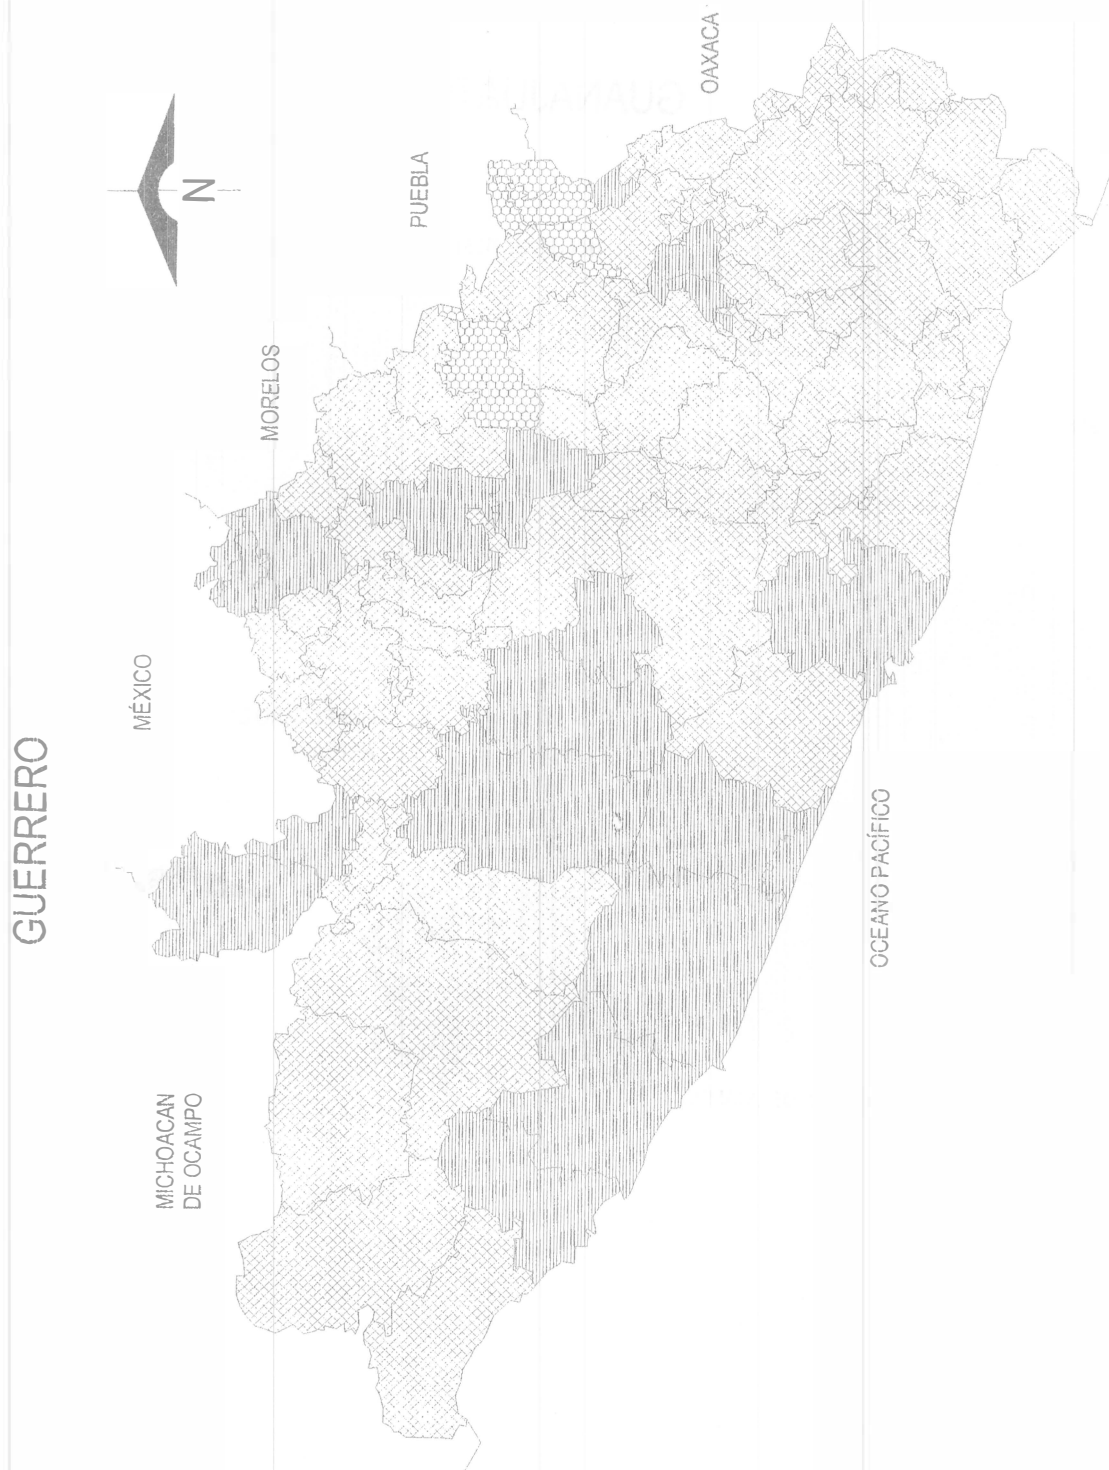 GUERRERO
MICHOACAN
DE OCAMPO
MÉXICO
N
MORELOS
PUEBLA
OAXACA
OCEANO PACÍFICO